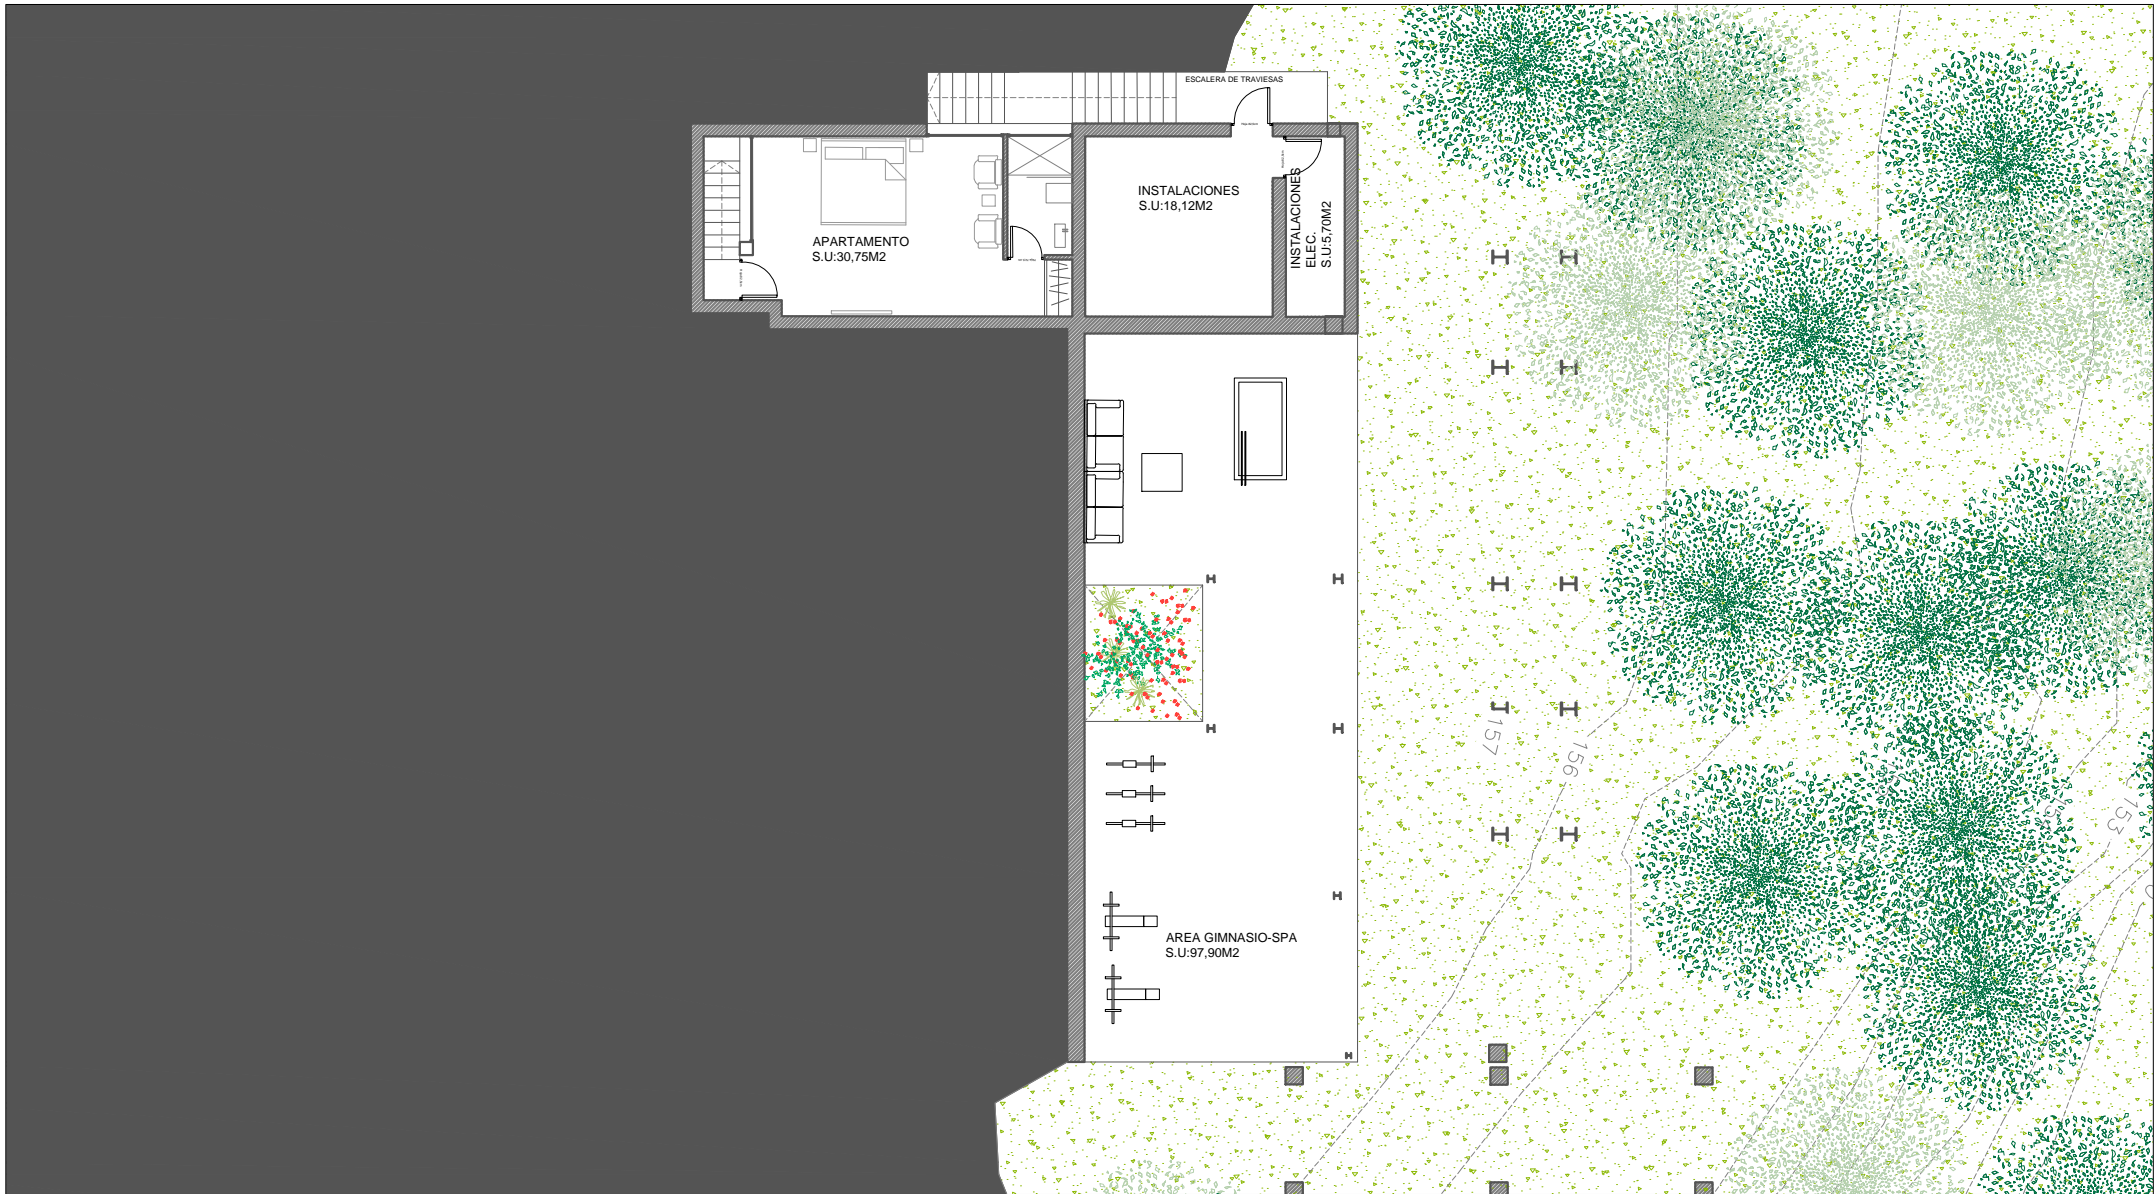 ESCALERA DE TRAVIESAS
INSTALACIONES
S.U:18,12M2
INSTALACIONES
ELEC.
S.U:5,70M2
APARTAMENTO
S.U:30,75M2
157
156
153
AREA GIMNASIO-SPA
S.U:97,90M2